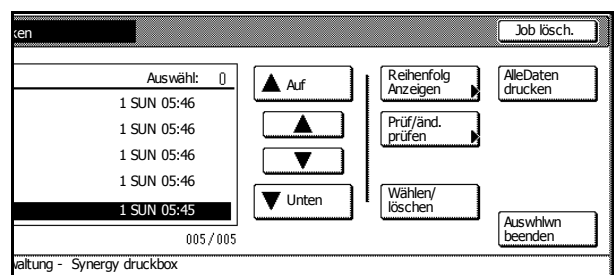 ken
Job lösch.
Auswähl: 0
1 SUN 05:46
1 SUN 05:46
1 SUN 05:46
1 SUN 05:46
1 SUN 05:45
005/005
Auf
Unten
Reihenfolg
Anzeigen
Prüf/änd.
prüfen
Wählen/
löschen
AlleDaten
drucken
Auswhlwn
beenden
waltung - Synergy druckbox